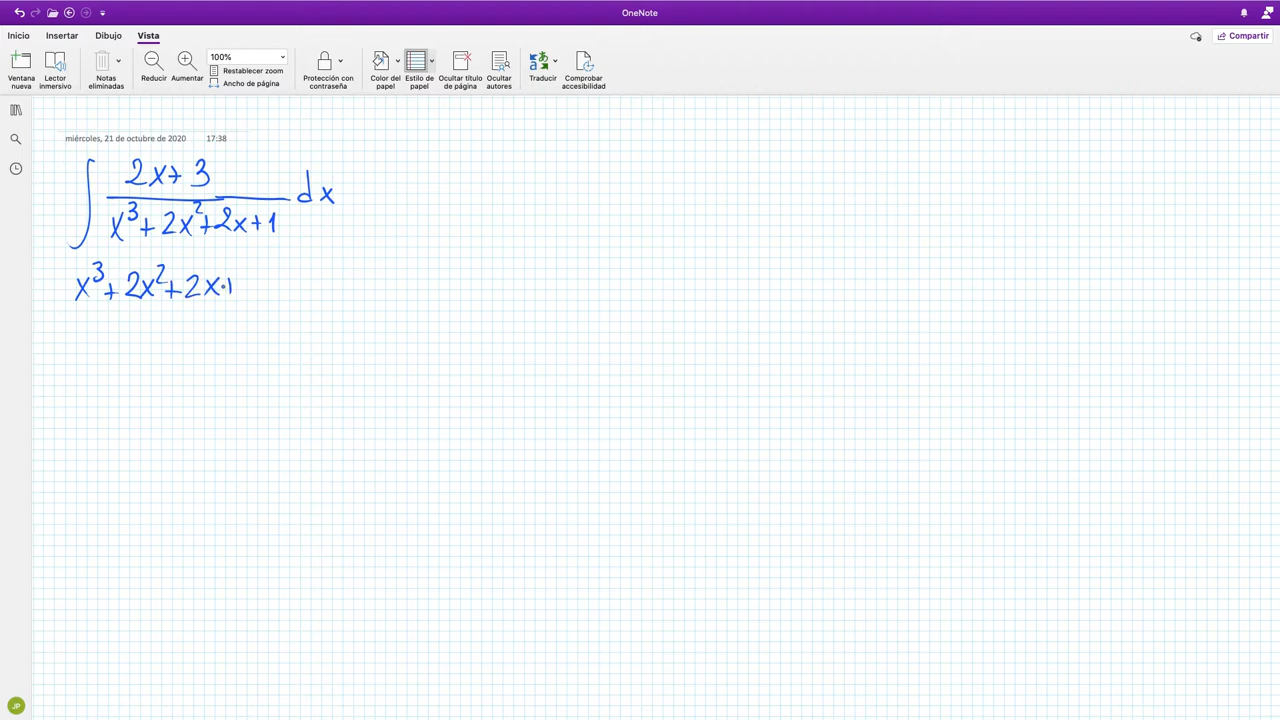 OneNote
Inicio Insertar Dibujo Vista Compartir
100%
Restablecer zoom
Ancho de página
Ventana nueva
Lector inmersivo
Notas eliminadas
Reducir
Aumentar
Protección con contraseña
Color del papel
Estilo de papel
Ocultar título de página
Ocultar autores
Traducir
Comprobar accesibilidad
miércoles, 21 de octubre de 2020 17:38
∫ (2x+3)/(x³+2x²+2x+1) dx
x³+2x²+2x
JP